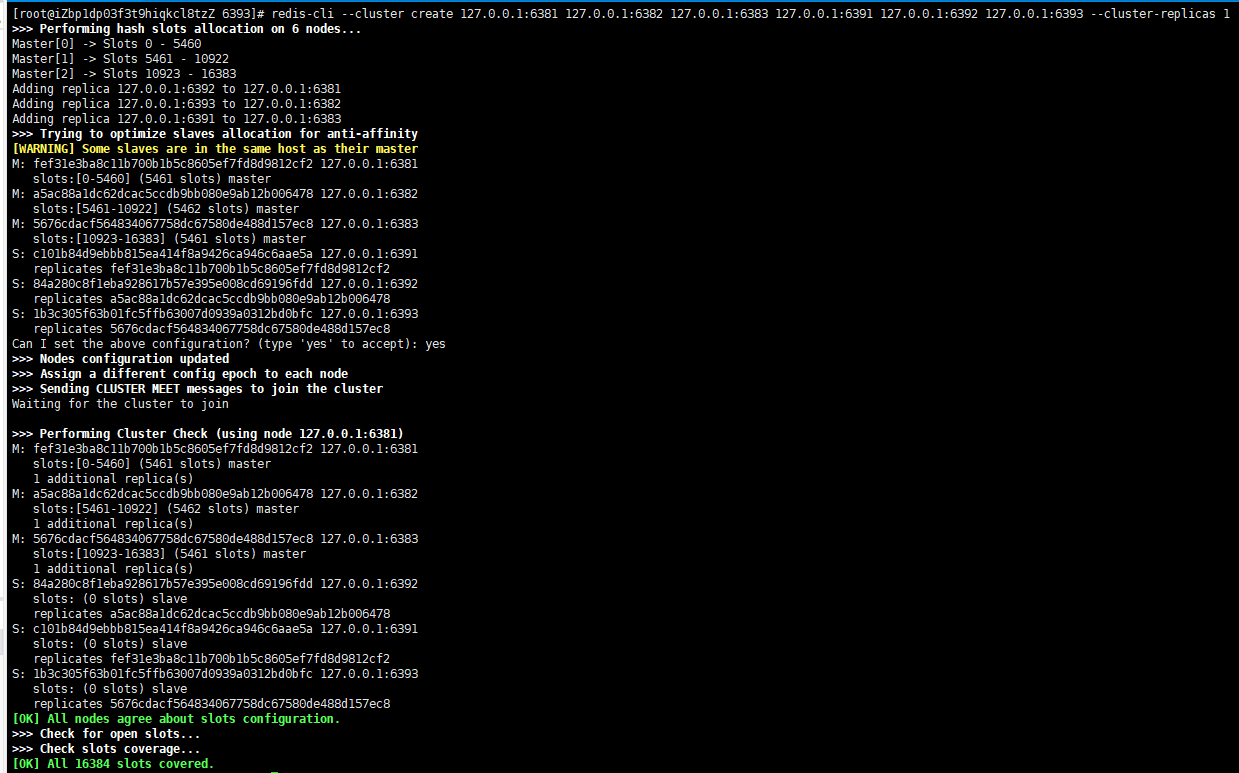 [root@iZbp1dp03f3t9hiqkcl8tzZ 6393]# redis-cli --cluster create 127.0.0.1:6381 127.0.0.1:6382 127.0.0.1:6383 127.0.0.1:6391 127.0.0.1:6392 127.0.0.1:6393 --cluster-replicas 1
>>> Performing hash slots allocation on 6 nodes...
Master[0] -> Slots 0 - 5460
Master[1] -> Slots 5461 - 10922
Master[2] -> Slots 10923 - 16383
Adding replica 127.0.0.1:6392 to 127.0.0.1:6381
Adding replica 127.0.0.1:6393 to 127.0.0.1:6382
Adding replica 127.0.0.1:6391 to 127.0.0.1:6383
>>> Trying to optimize slaves allocation for anti-affinity
[WARNING] Some slaves are in the same host as their master
M: fef31e3ba8c11b700b1b5c8605ef7fd8d9812cf2 127.0.0.1:6381
   slots:[0-5460] (5461 slots) master
M: a5ac88a1dc62dcac5ccdb9bb080e9ab12b006478 127.0.0.1:6382
   slots:[5461-10922] (5462 slots) master
M: 5676cdacf564834067758dc67580de488d157ec8 127.0.0.1:6383
   slots:[10923-16383] (5461 slots) master
S: c101b84d9ebbb815ea414f8a9426ca946c6aae5a 127.0.0.1:6391
   replicates fef31e3ba8c11b700b1b5c8605ef7fd8d9812cf2
S: 84a280c8f1eba928617b57e395e008cd69196fdd 127.0.0.1:6392
   replicates a5ac88a1dc62dcac5ccdb9bb080e9ab12b006478
S: 1b3c305f63b01fc5ffb63007d0939a0312bd0bfc 127.0.0.1:6393
   replicates 5676cdacf564834067758dc67580de488d157ec8
Can I set the above configuration? (type 'yes' to accept): yes
>>> Nodes configuration updated
>>> Assign a different config epoch to each node
>>> Sending CLUSTER MEET messages to join the cluster
Waiting for the cluster to join
>>> Performing Cluster Check (using node 127.0.0.1:6381)
M: fef31e3ba8c11b700b1b5c8605ef7fd8d9812cf2 127.0.0.1:6381
   slots:[0-5460] (5461 slots) master
   1 additional replica(s)
M: a5ac88a1dc62dcac5ccdb9bb080e9ab12b006478 127.0.0.1:6382
   slots:[5461-10922] (5462 slots) master
   1 additional replica(s)
M: 5676cdacf564834067758dc67580de488d157ec8 127.0.0.1:6383
   slots:[10923-16383] (5461 slots) master
   1 additional replica(s)
S: 84a280c8f1eba928617b57e395e008cd69196fdd 127.0.0.1:6392
   slots: (0 slots) slave
   replicates a5ac88a1dc62dcac5ccdb9bb080e9ab12b006478
S: c101b84d9ebbb815ea414f8a9426ca946c6aae5a 127.0.0.1:6391
   slots: (0 slots) slave
   replicates fef31e3ba8c11b700b1b5c8605ef7fd8d9812cf2
S: 1b3c305f63b01fc5ffb63007d0939a0312bd0bfc 127.0.0.1:6393
   slots: (0 slots) slave
   replicates 5676cdacf564834067758dc67580de488d157ec8
[OK] All nodes agree about slots configuration.
>>> Check for open slots...
>>> Check slots coverage...
[OK] All 16384 slots covered.